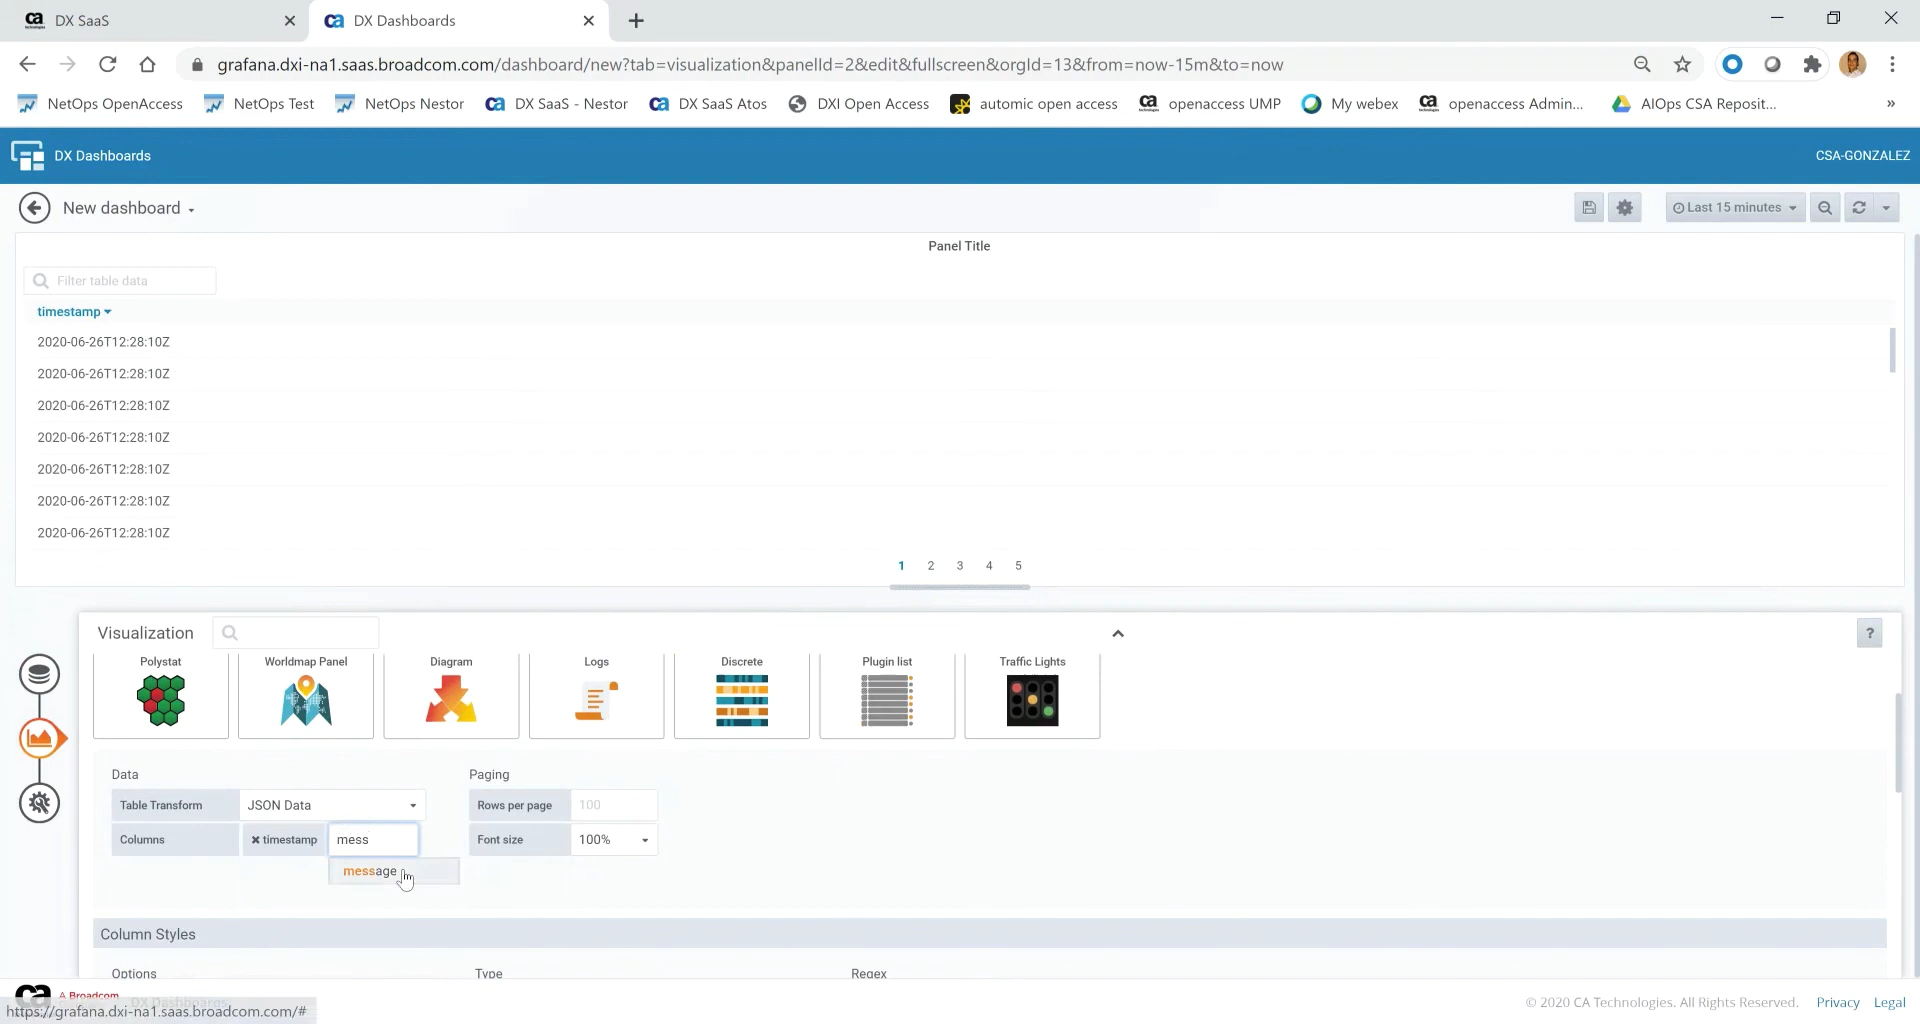 ca DX SaaS
ca DX Dashboards
grafana.dxi-na1.saas.broadcom.com/dashboard/new?tab=visualization&panelId=2&edit&fullscreen&orgId=13&from=now-15m&to=now
NetOps OpenAccess NetOps Test NetOps Nestor DX SaaS - Nestor DX SaaS Atos DXI Open Access automic open access openaccess UMP My webex openaccess Admin... AIOps CSA Reposit... »
DX Dashboards
CSA-GONZALEZ
New dashboard
Last 15 minutes
Panel Title
Filter table data
timestamp
2020-06-26T12:28:10Z
2020-06-26T12:28:10Z
2020-06-26T12:28:10Z
2020-06-26T12:28:10Z
2020-06-26T12:28:10Z
2020-06-26T12:28:10Z
2020-06-26T12:28:10Z
1 2 3 4 5
Visualization
?
Polystat Worldmap Panel Diagram Logs Discrete Plugin list Traffic Lights
Data Paging
Table Transform JSON Data Rows per page 100
Columns timestamp mess Font size 100%
message
Column Styles
Options Type Regex
ca A Broadcom
DX Dashboards
https://grafana.dxi-na1.saas.broadcom.com/#
© 2020 CA Technologies. All Rights Reserved. Privacy Legal